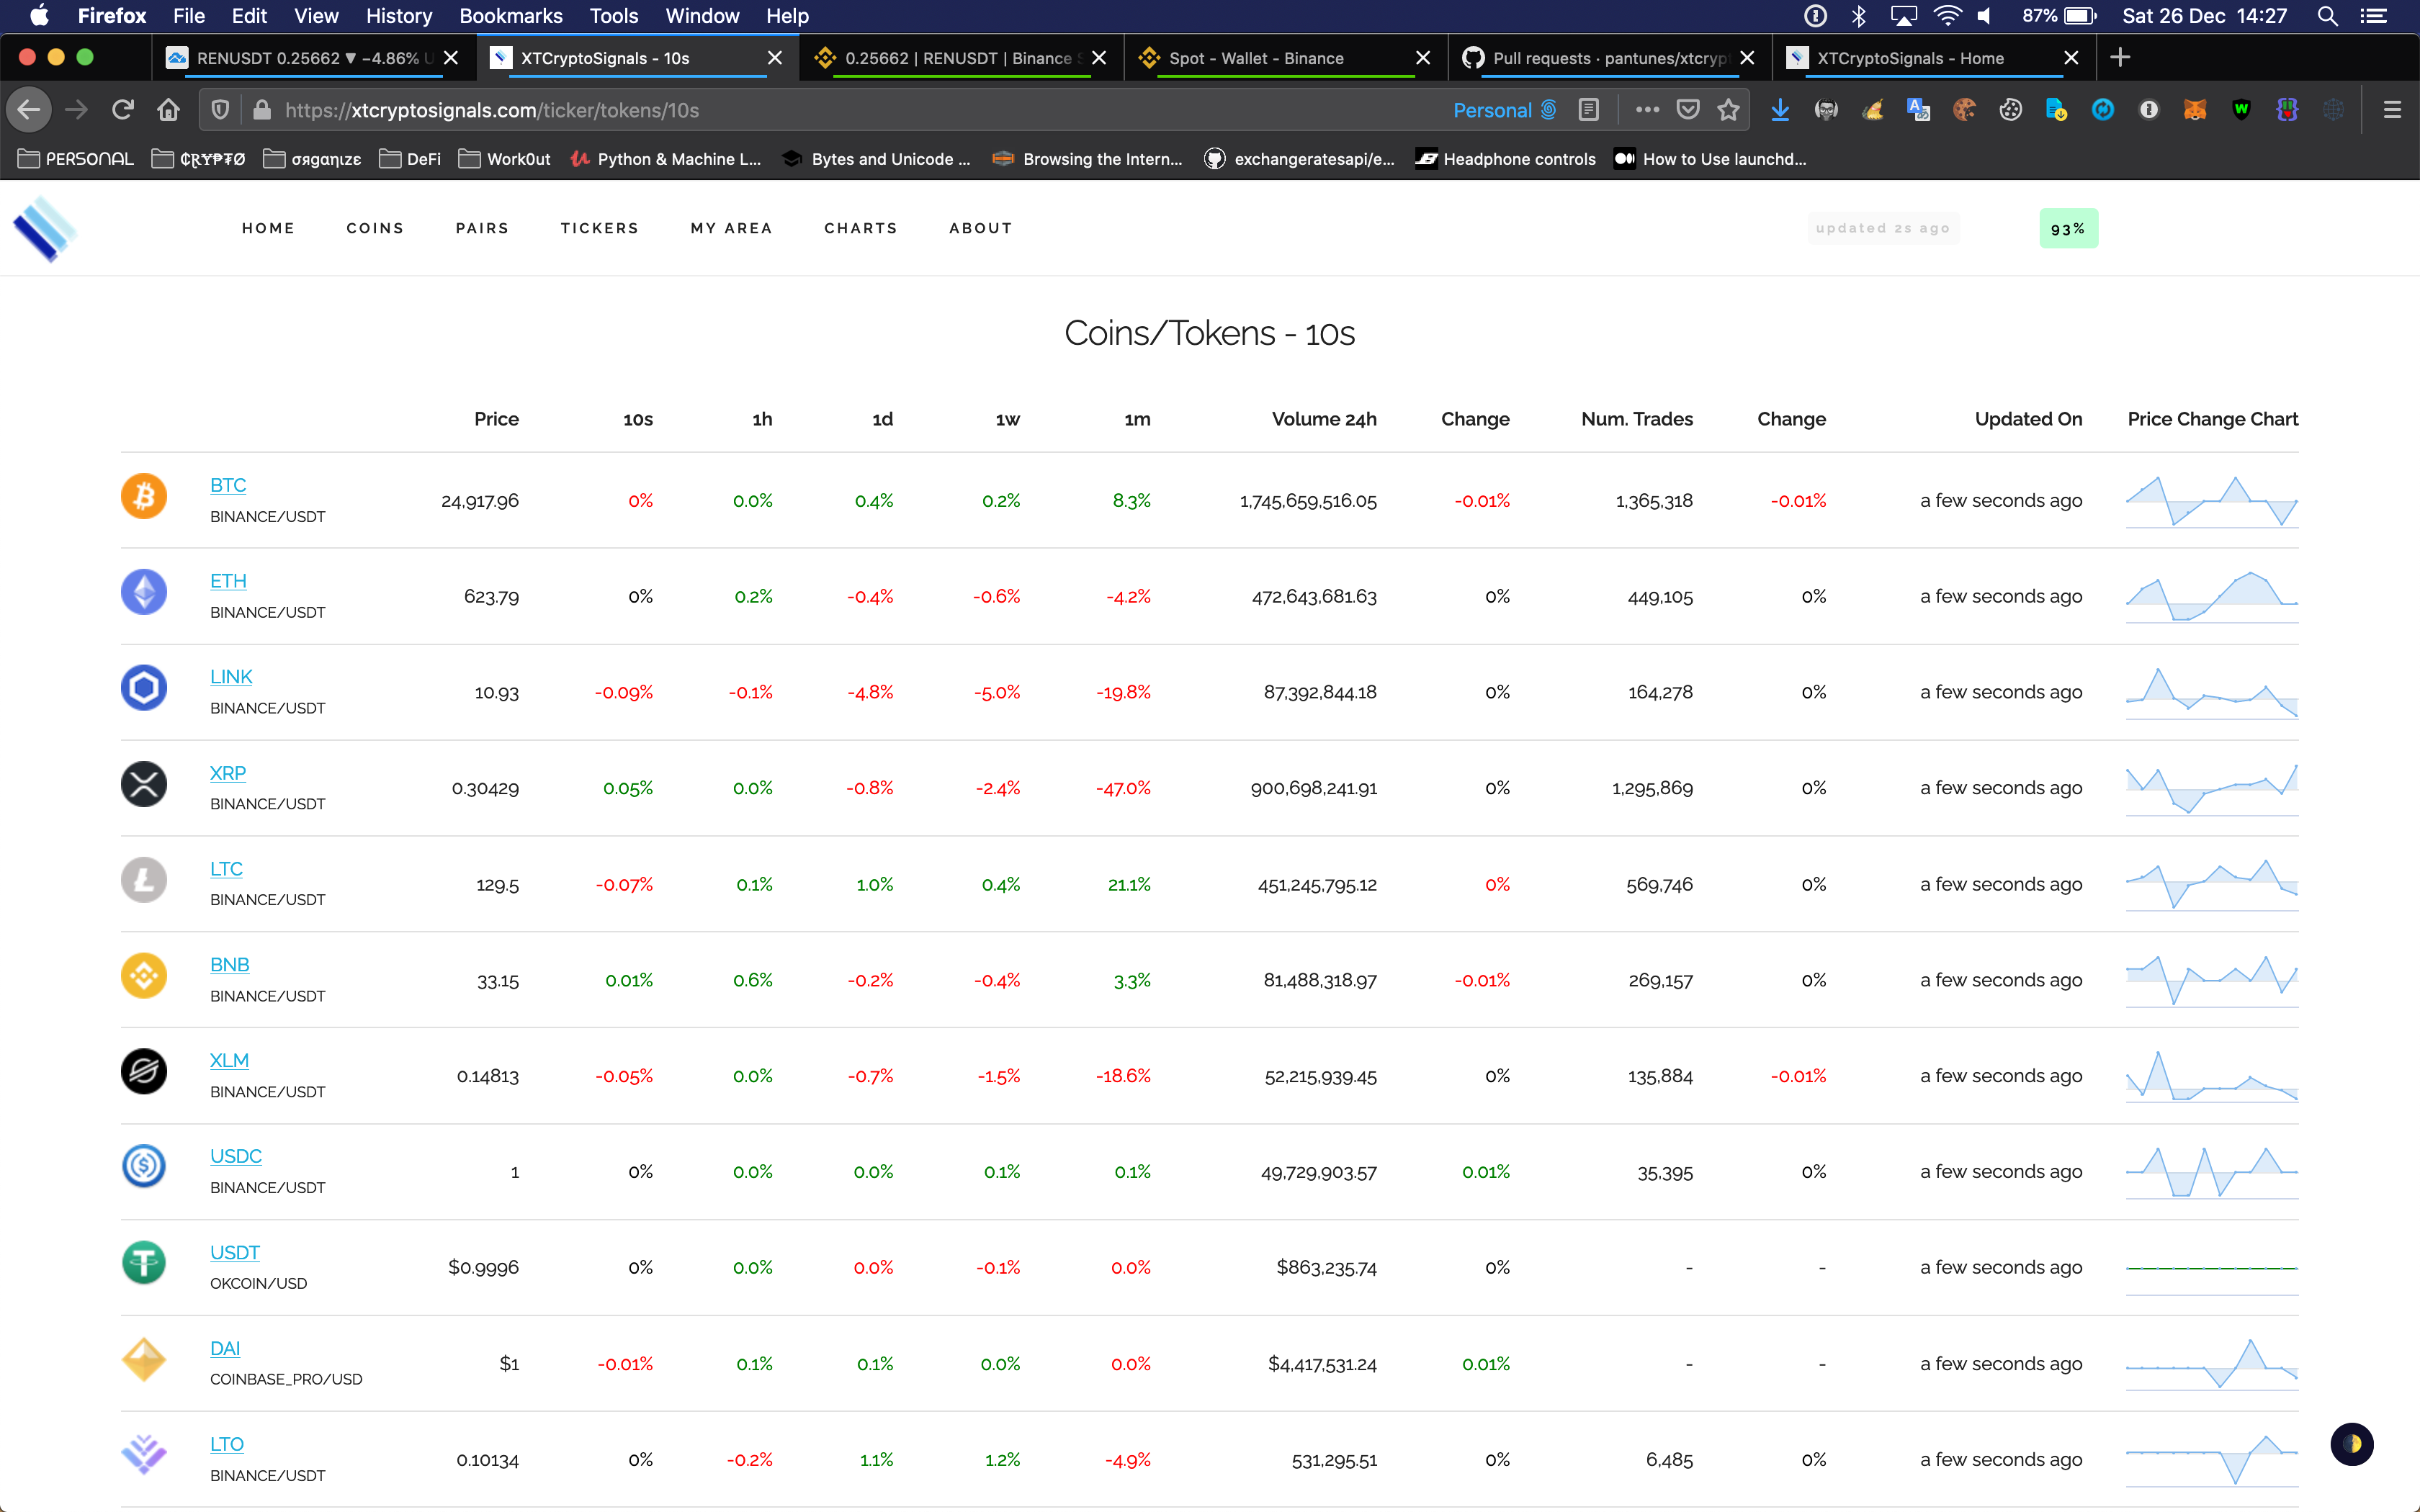 Firefox File Edit View History Bookmarks Tools Window Help 87% Sat 26 Dec 14:27
RENUSDT 0.25662 ▼ −4.86% U XTCryptoSignals - 10s 0.25662 | RENUSDT | Binance S Spot - Wallet - Binance Pull requests · pantunes/xtcryp XTCryptoSignals - Home
https://xtcryptosignals.com/ticker/tokens/10s Personal
PERSONAL ₵ⱤɎ₱₮Ø σяgαηιzε DeFi Work0ut Python & Machine L... Bytes and Unicode ... Browsing the Intern... exchangeratesapi/e... Headphone controls How to Use launchd...
HOME COINS PAIRS TICKERS MY AREA CHARTS ABOUT updated 2s ago 93%
Coins/Tokens - 10s
Price 10s 1h 1d 1w 1m Volume 24h Change Num. Trades Change Updated On Price Change Chart
BTC
24,917.96 0% 0.0% 0.4% 0.2% 8.3% 1,745,659,516.05 -0.01% 1,365,318 -0.01% a few seconds ago
BINANCE/USDT
ETH
623.79 0% 0.2% -0.4% -0.6% -4.2% 472,643,681.63 0% 449,105 0% a few seconds ago
BINANCE/USDT
LINK
10.93 -0.09% -0.1% -4.8% -5.0% -19.8% 87,392,844.18 0% 164,278 0% a few seconds ago
BINANCE/USDT
XRP
0.30429 0.05% 0.0% -0.8% -2.4% -47.0% 900,698,241.91 0% 1,295,869 0% a few seconds ago
BINANCE/USDT
LTC
129.5 -0.07% 0.1% 1.0% 0.4% 21.1% 451,245,795.12 0% 569,746 0% a few seconds ago
BINANCE/USDT
BNB
33.15 0.01% 0.6% -0.2% -0.4% 3.3% 81,488,318.97 -0.01% 269,157 0% a few seconds ago
BINANCE/USDT
XLM
0.14813 -0.05% 0.0% -0.7% -1.5% -18.6% 52,215,939.45 0% 135,884 -0.01% a few seconds ago
BINANCE/USDT
USDC
1 0% 0.0% 0.0% 0.1% 0.1% 49,729,903.57 0.01% 35,395 0% a few seconds ago
BINANCE/USDT
USDT
$0.9996 0% 0.0% 0.0% -0.1% 0.0% $863,235.74 0% - - a few seconds ago
OKCOIN/USD
DAI
$1 -0.01% 0.1% 0.1% 0.0% 0.0% $4,417,531.24 0.01% - - a few seconds ago
COINBASE_PRO/USD
LTO
0.10134 0% -0.2% 1.1% 1.2% -4.9% 531,295.51 0% 6,485 0% a few seconds ago
BINANCE/USDT